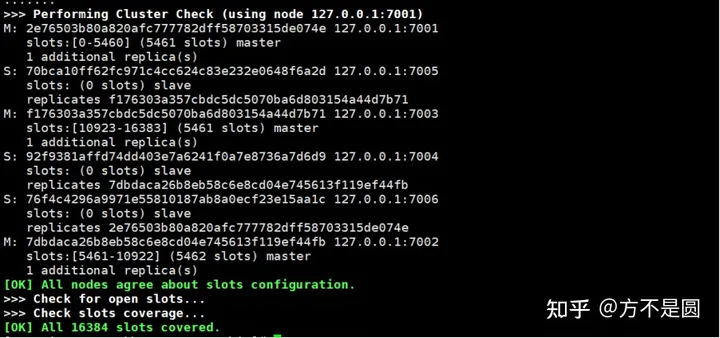 .......
>>> Performing Cluster Check (using node 127.0.0.1:7001)
M: 2e76503b80a820afc777782dff58703315de074e 127.0.0.1:7001
slots:[0-5460] (5461 slots) master
1 additional replica(s)
S: 70bca10ff62fc971c4cc624c83e232e0648f6a2d 127.0.0.1:7005
slots: (0 slots) slave
replicates f176303a357cbdc5dc5070ba6d803154a44d7b71
M: f176303a357cbdc5dc5070ba6d803154a44d7b71 127.0.0.1:7003
slots:[10923-16383] (5461 slots) master
1 additional replica(s)
S: 92f9381affd74dd403e7a6241f0a7e8736a7d6d9 127.0.0.1:7004
slots: (0 slots) slave
replicates 7dbdaca26b8eb58c6e8cd04e745613f119ef44fb
S: 76f4c4296a9971e55810187ab8a0ecf23e15aa1c 127.0.0.1:7006
slots: (0 slots) slave
replicates 2e76503b80a820afc777782dff58703315de074e
M: 7dbdaca26b8eb58c6e8cd04e745613f119ef44fb 127.0.0.1:7002
slots:[5461-10922] (5462 slots) master
1 additional replica(s)
[OK] All nodes agree about slots configuration.
>>> Check for open slots...
>>> Check slots coverage...
[OK] All 16384 slots covered.
知乎 @方不是圆